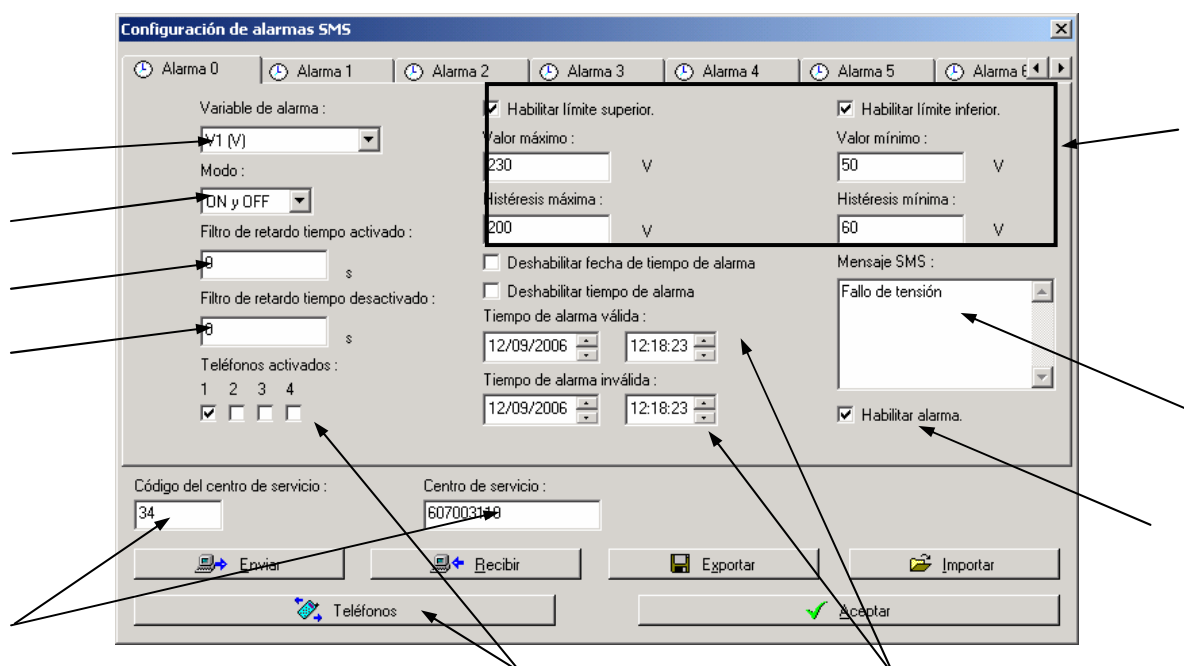 Configuración de alarmas SMS
Alarma 0
Alarma 1
Alarma 2
Alarma 3
Alarma 4
Alarma 5
Alarma 6
Variable de alarma :
V1 (V)
Modo :
ON y OFF
Filtro de retardo tiempo activado :
0 s
Filtro de retardo tiempo desactivado :
0 s
Teléfonos activados :
1 2 3 4
Habilitar límite superior.
Valor máximo :
230 V
Histéresis máxima :
200 V
Habilitar límite inferior.
Valor mínimo :
50 V
Histéresis mínima :
60 V
Deshabilitar fecha de tiempo de alarma
Deshabilitar tiempo de alarma
Tiempo de alarma válida :
12/09/2006 12:18:23
Tiempo de alarma inválida :
12/09/2006 12:18:23
Mensaje SMS :
Fallo de tensión
Habilitar alarma.
Código del centro de servicio :
34
Centro de servicio :
Enviar
Recibir
Exportar
Importar
Teléfonos
Aceptar